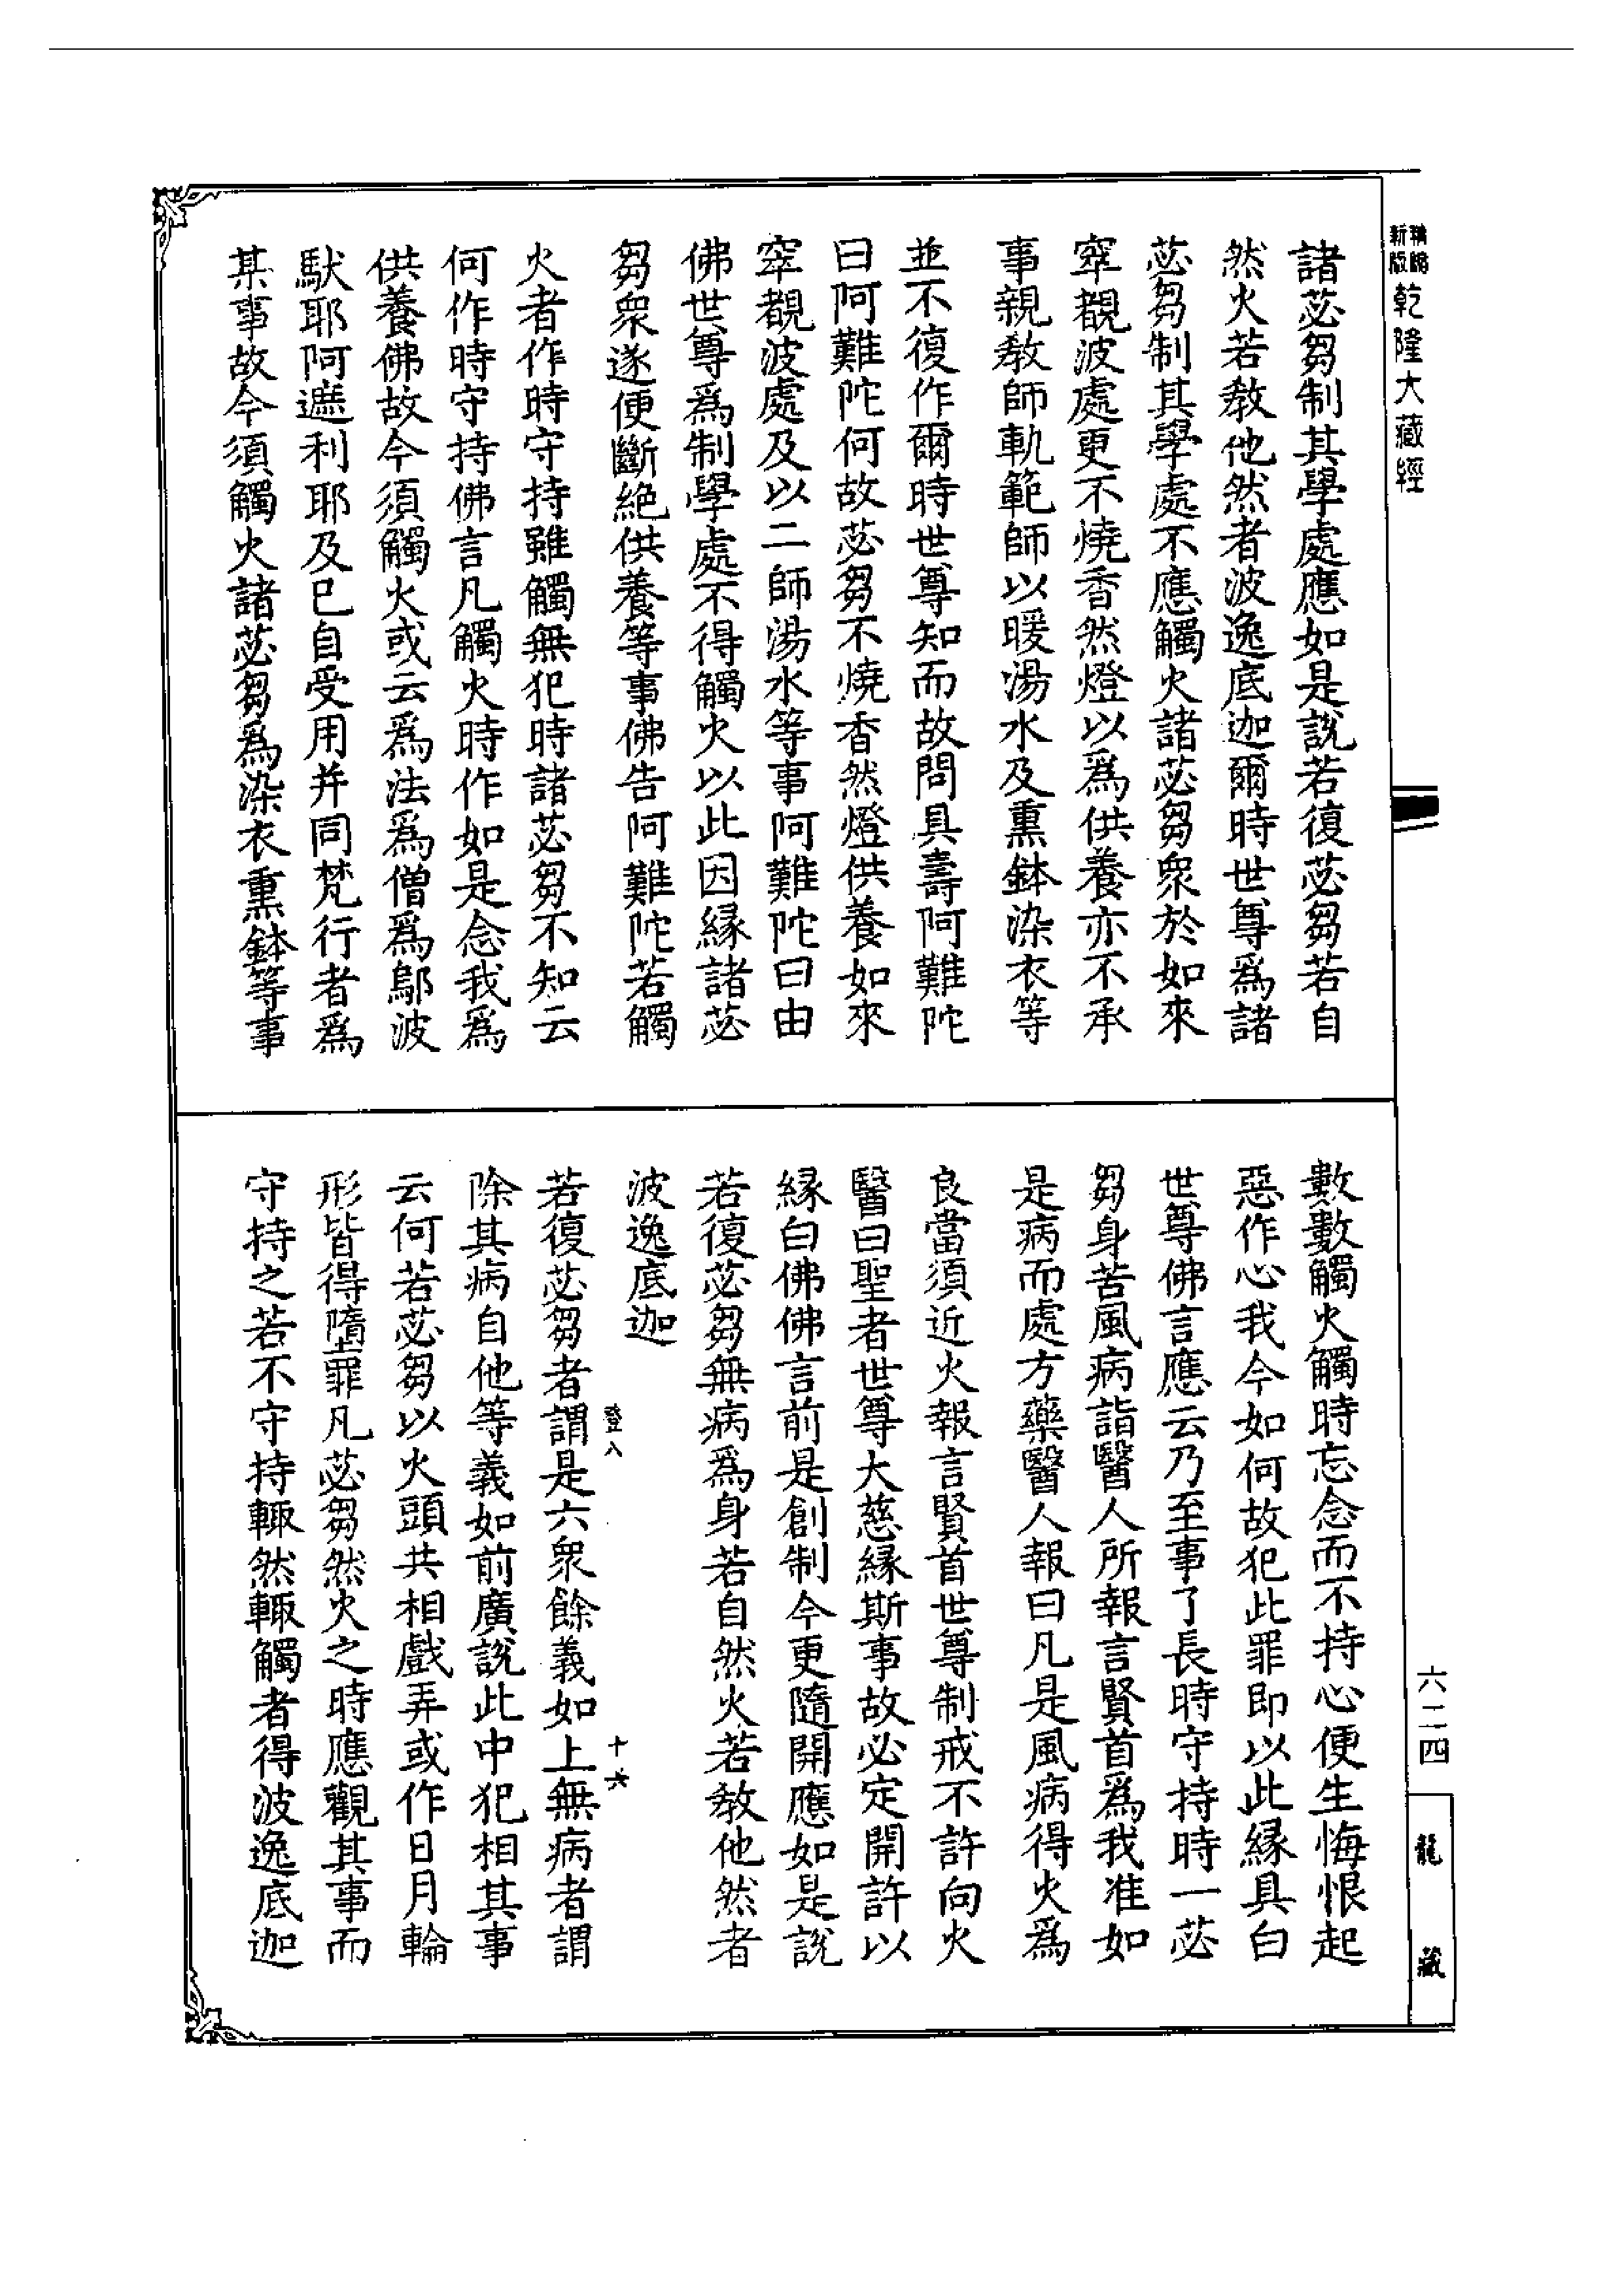 新版
乾隆大藏經
諸苾芻制其學處應如是說若復苾芻若自
然火若教他然者波逸底迦爾時世尊爲諸
苾芻制其學處不應觸火諸苾芻眾於如來
窣覩波處更不燒香然燈以爲供養亦不承
事親教師軌範師以暖湯水及熏鉢染衣等
並不復作爾時世尊知而故問具壽阿難陀
曰阿難陀何故苾芻不燒香然燈供養如來
窣覩波處及以二師湯水等事阿難陀曰由
佛世尊爲制學處不得觸火以此因緣諸苾
芻眾遂便斷絕供養等事佛告阿難陀若觸
火者作時守持雖觸無犯時諸苾芻不知云
何作時守持佛言凡觸火時作如是念我爲
供養佛故今須觸火或云爲法爲僧爲鄔波
馱耶阿遮利耶及已自受用并同梵行者爲
某事故今須觸火諸苾芻爲染衣熏鉢等事
數數觸火觸時忘念而不持心便生悔恨起
惡作心我今如何故犯此罪即以此緣具白
世尊佛言應云乃至事了長時守持時一苾
芻身苦風病詣醫人所報言賢首爲我准如
是病而處方藥醫人報曰凡是風病得火爲
良當須近火報言賢首世尊制戒不許向火
醫曰聖者世尊大慈緣斯事故必定開許以
緣白佛佛言前是創制今更隨開應如是說
若復苾芻無病爲身若自然火若教他然者
波逸底迦
登八
十六
若復苾芻者謂是六眾餘義如上無病者謂
除其病自他等義如前廣說此中犯相其事
云何若苾芻以火頭共相戲弄或作日月輪
形皆得墮罪凡苾芻然火之時應觀其事而
守持之若不守持輒然輒觸者得波逸底迦
六二四
龍藏